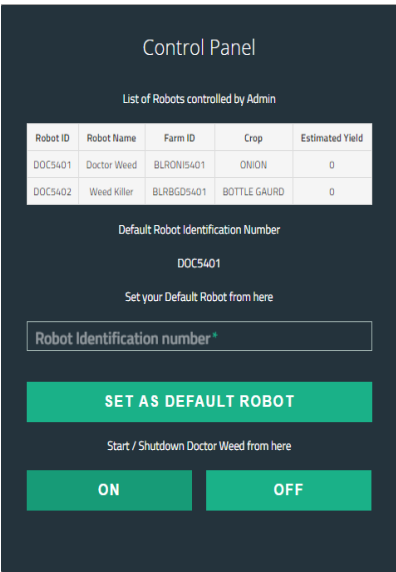 Control Panel
List of Robots controlled by Admin
Robot ID Robot Name Farm ID Crop Estimated Yield
DOC5401 Doctor Weed BLRONI5401 ONION 0
DOC5402 Weed Killer BLRBGD5401 BOTTLE GAURD 0
Default Robot Identification Number
DOC5401
Set your Default Robot from here
Robot Identification number*
SET AS DEFAULT ROBOT
Start / Shutdown Doctor Weed from here
ON OFF